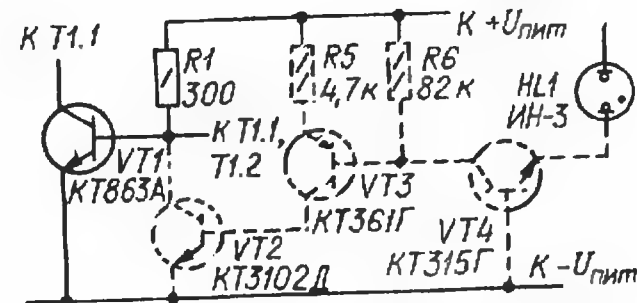 К Т1.1
R1
300
R5
4,7к
R6
82к
К +Uпит
HL1
ИН-3
К Т1.1,
Т1.2
VT1
КТ863А
VT2
КТ3102Д
VT3
КТ361Г
VT4
КТ315Г
К -Uпит